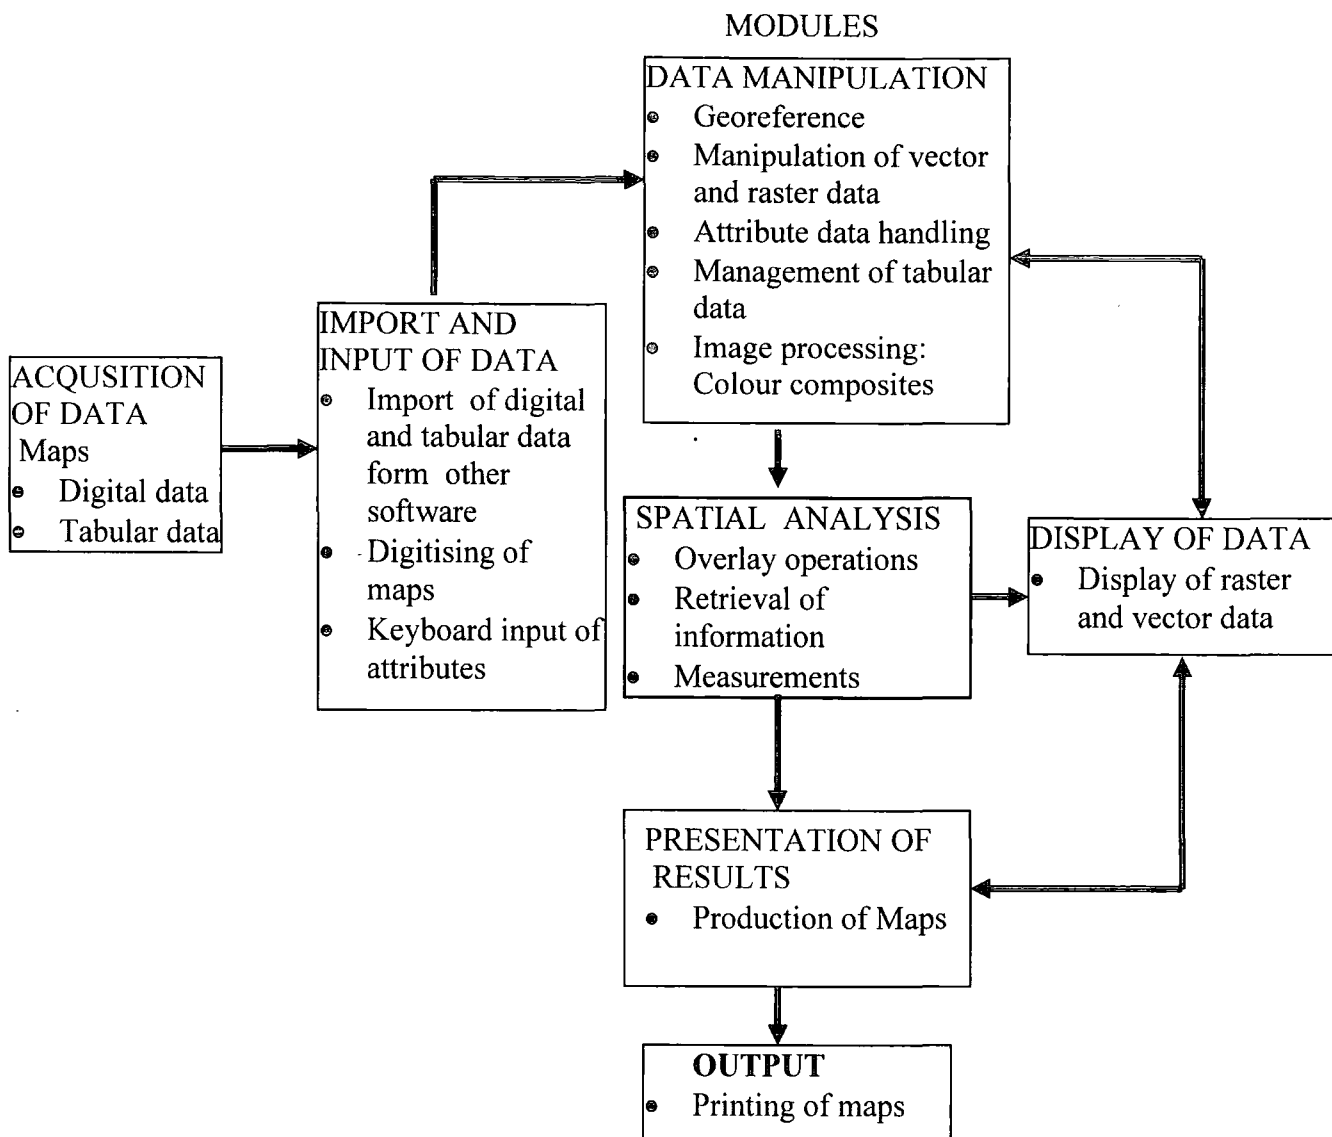 MODULES
DATA MANIPULATION
Georeference
Manipulation of vector
and raster data
Attribute data handling
Management of tabular
data
Image processing:
Colour composites
IMPORT AND
INPUT OF DATA
Import of digital
and tabular data
form other
software
Digitising of
maps
Keyboard input of
attributes
ACQUSITION
OF DATA
Maps
Digital data
Tabular data
SPATIAL ANALYSIS
Overlay operations
Retrieval of
information
Measurements
DISPLAY OF DATA
Display of raster
and vector data
PRESENTATION OF
RESULTS
Production of Maps
OUTPUT
Printing of maps